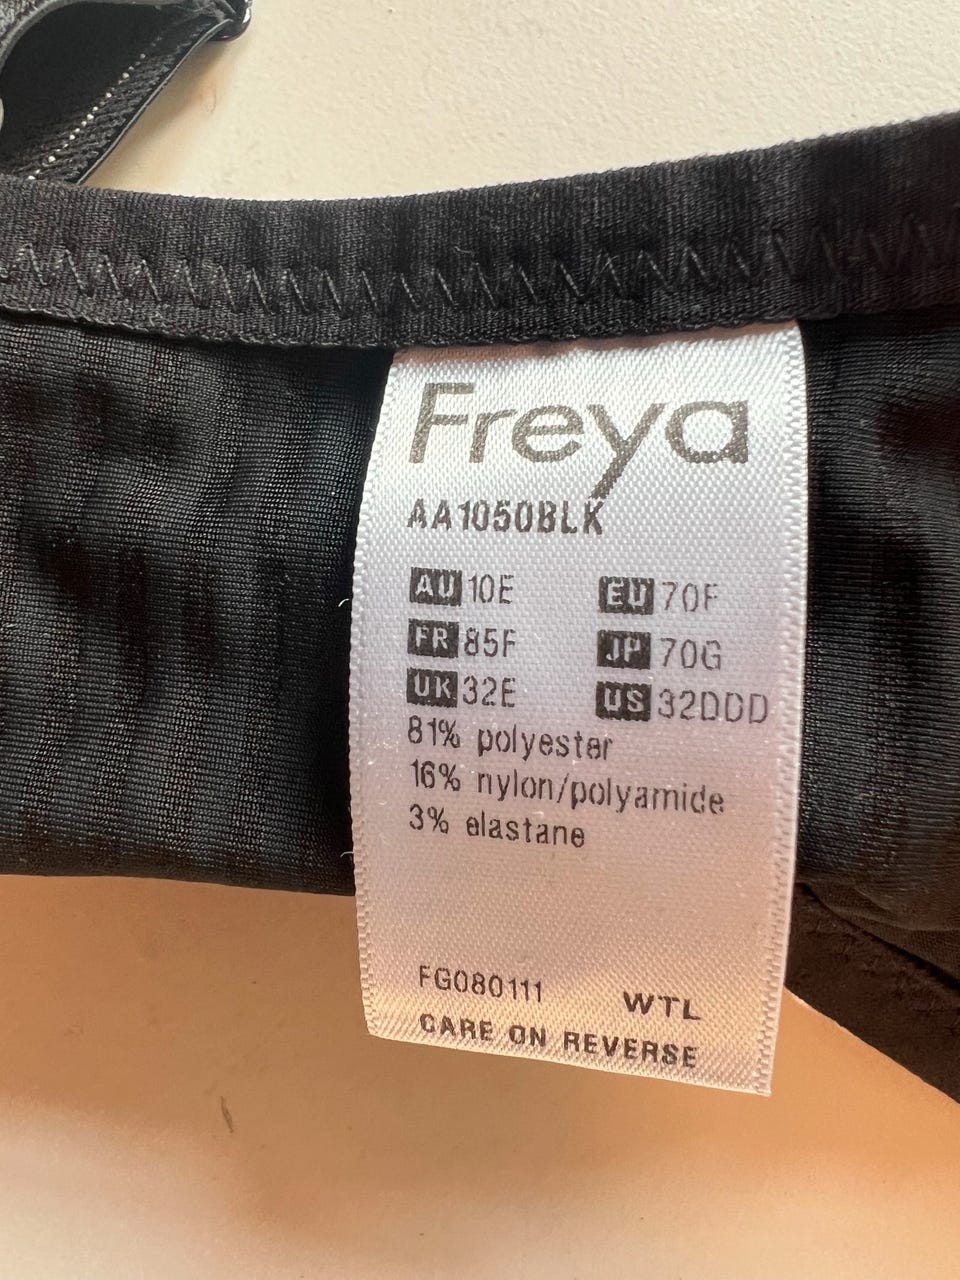 Freya
AA1050BLK
AU 10E EU 70F
FR 85F JP 70G
UK 32E US 32DDD
81% polyester
16% nylon/polyamide
3% elastane
FG080111 WTL
CARE ON REVERSE